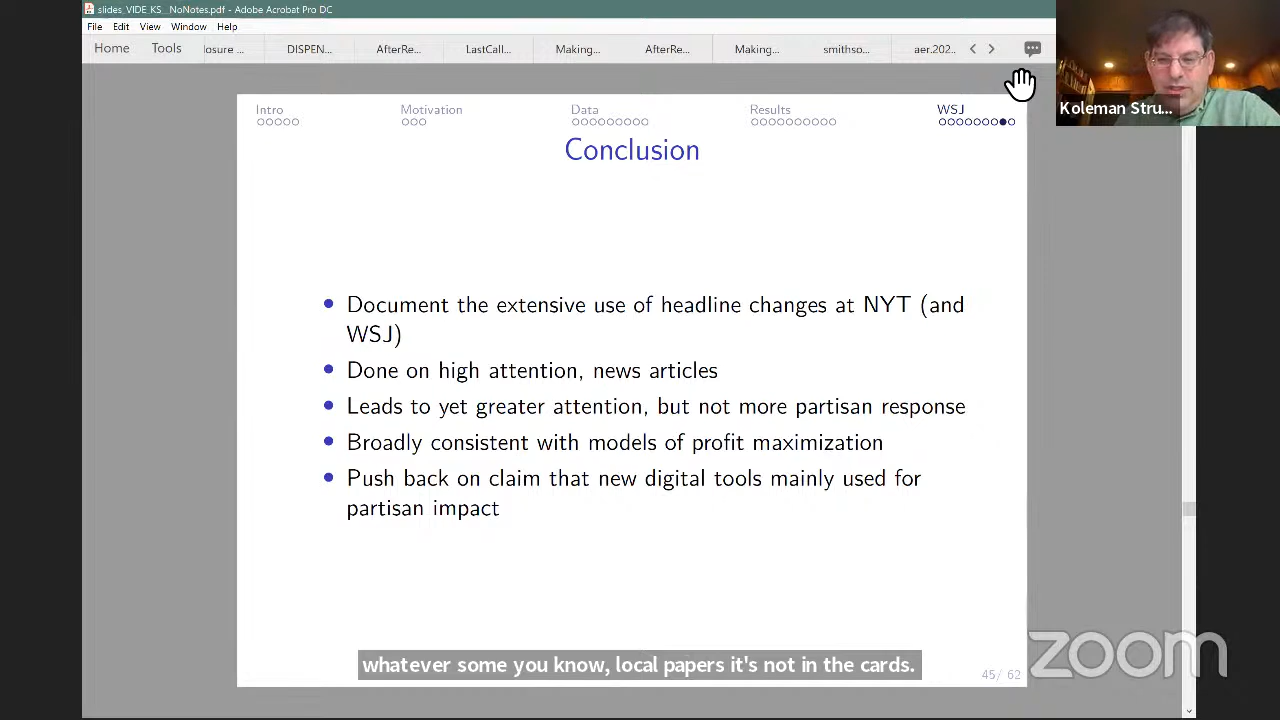 slides_VIDE_KS_NoNotes.pdf - Adobe Acrobat Pro DC
File Edit View Window Help
Home Tools losure ... DISPEN... AfterRe... LastCall... Making... AfterRe... Making... smithso... aer.202...
Koleman Stru...
Intro Motivation Data Results WSJ
Conclusion
Document the extensive use of headline changes at NYT (and
WSJ)
Done on high attention, news articles
Leads to yet greater attention, but not more partisan response
Broadly consistent with models of profit maximization
Push back on claim that new digital tools mainly used for
partisan impact
whatever some you know, local papers it's not in the cards.
45/ 62
zoom